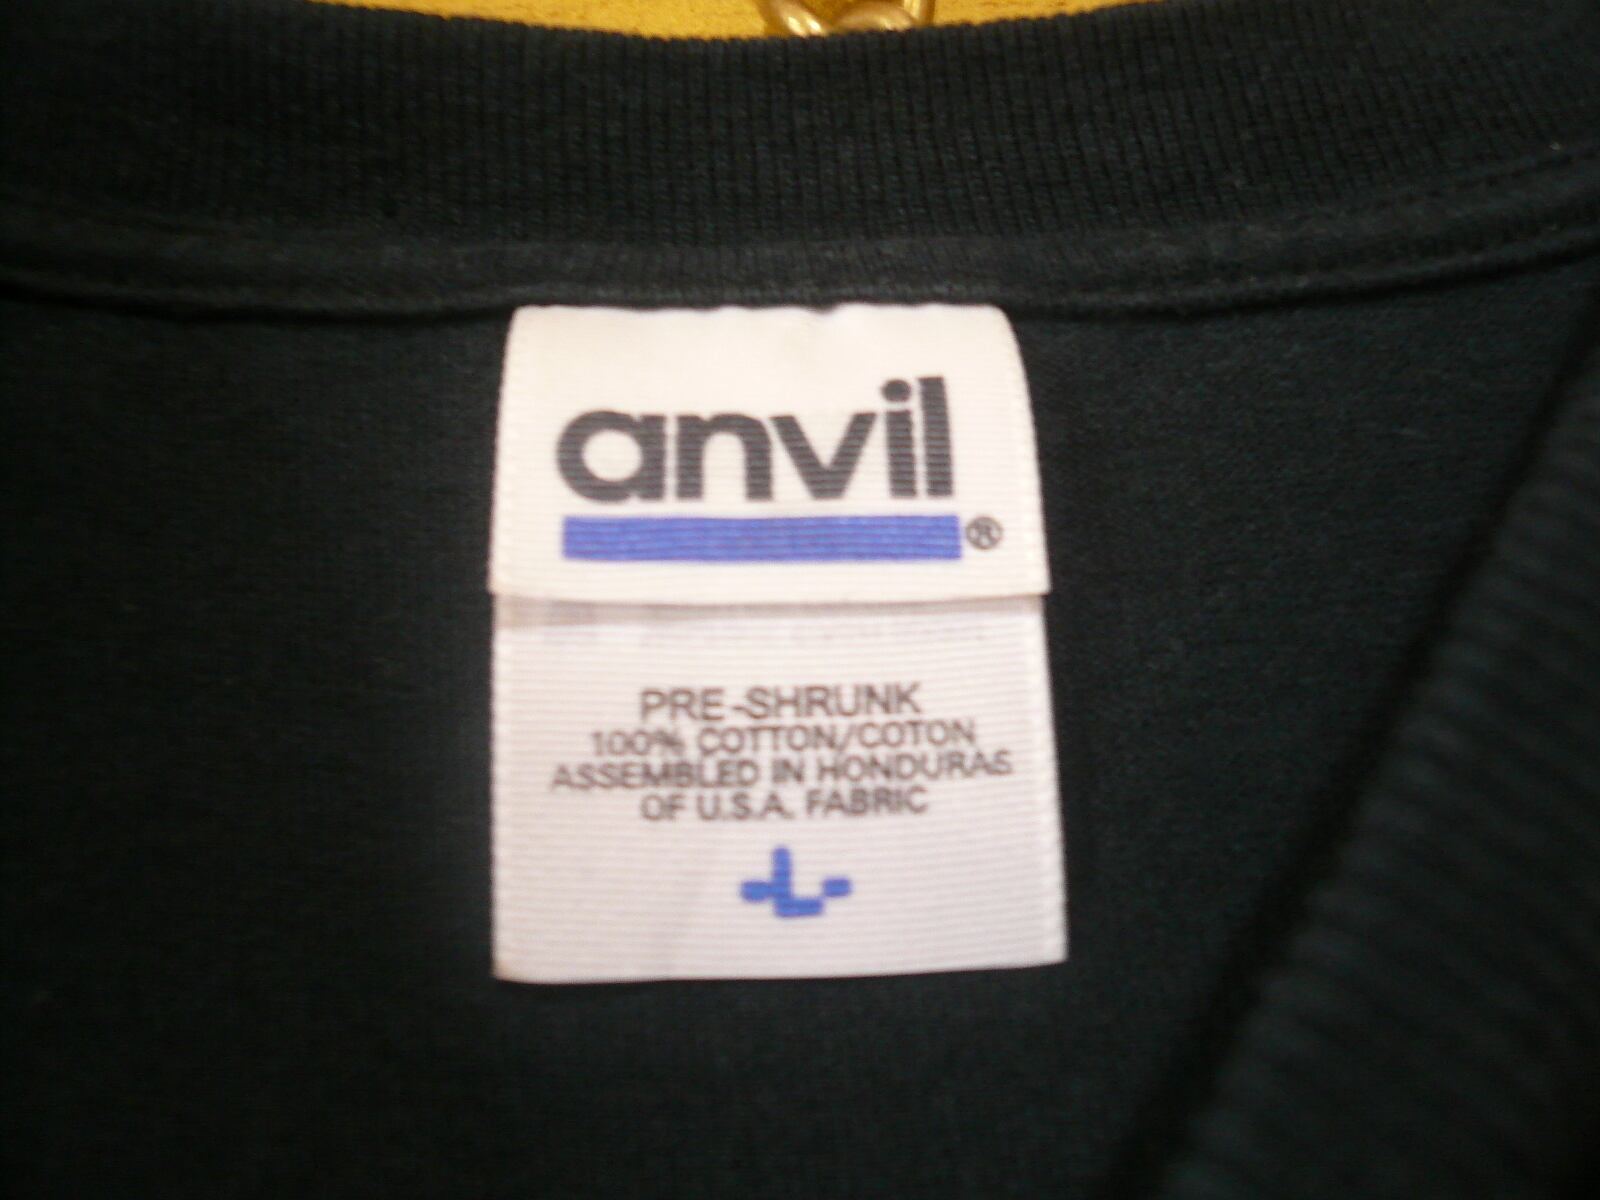 anvil
®
PRE-SHRUNK
100% COTTON/COTON
ASSEMBLED IN HONDURAS
OF U.S.A. FABRIC
-L-